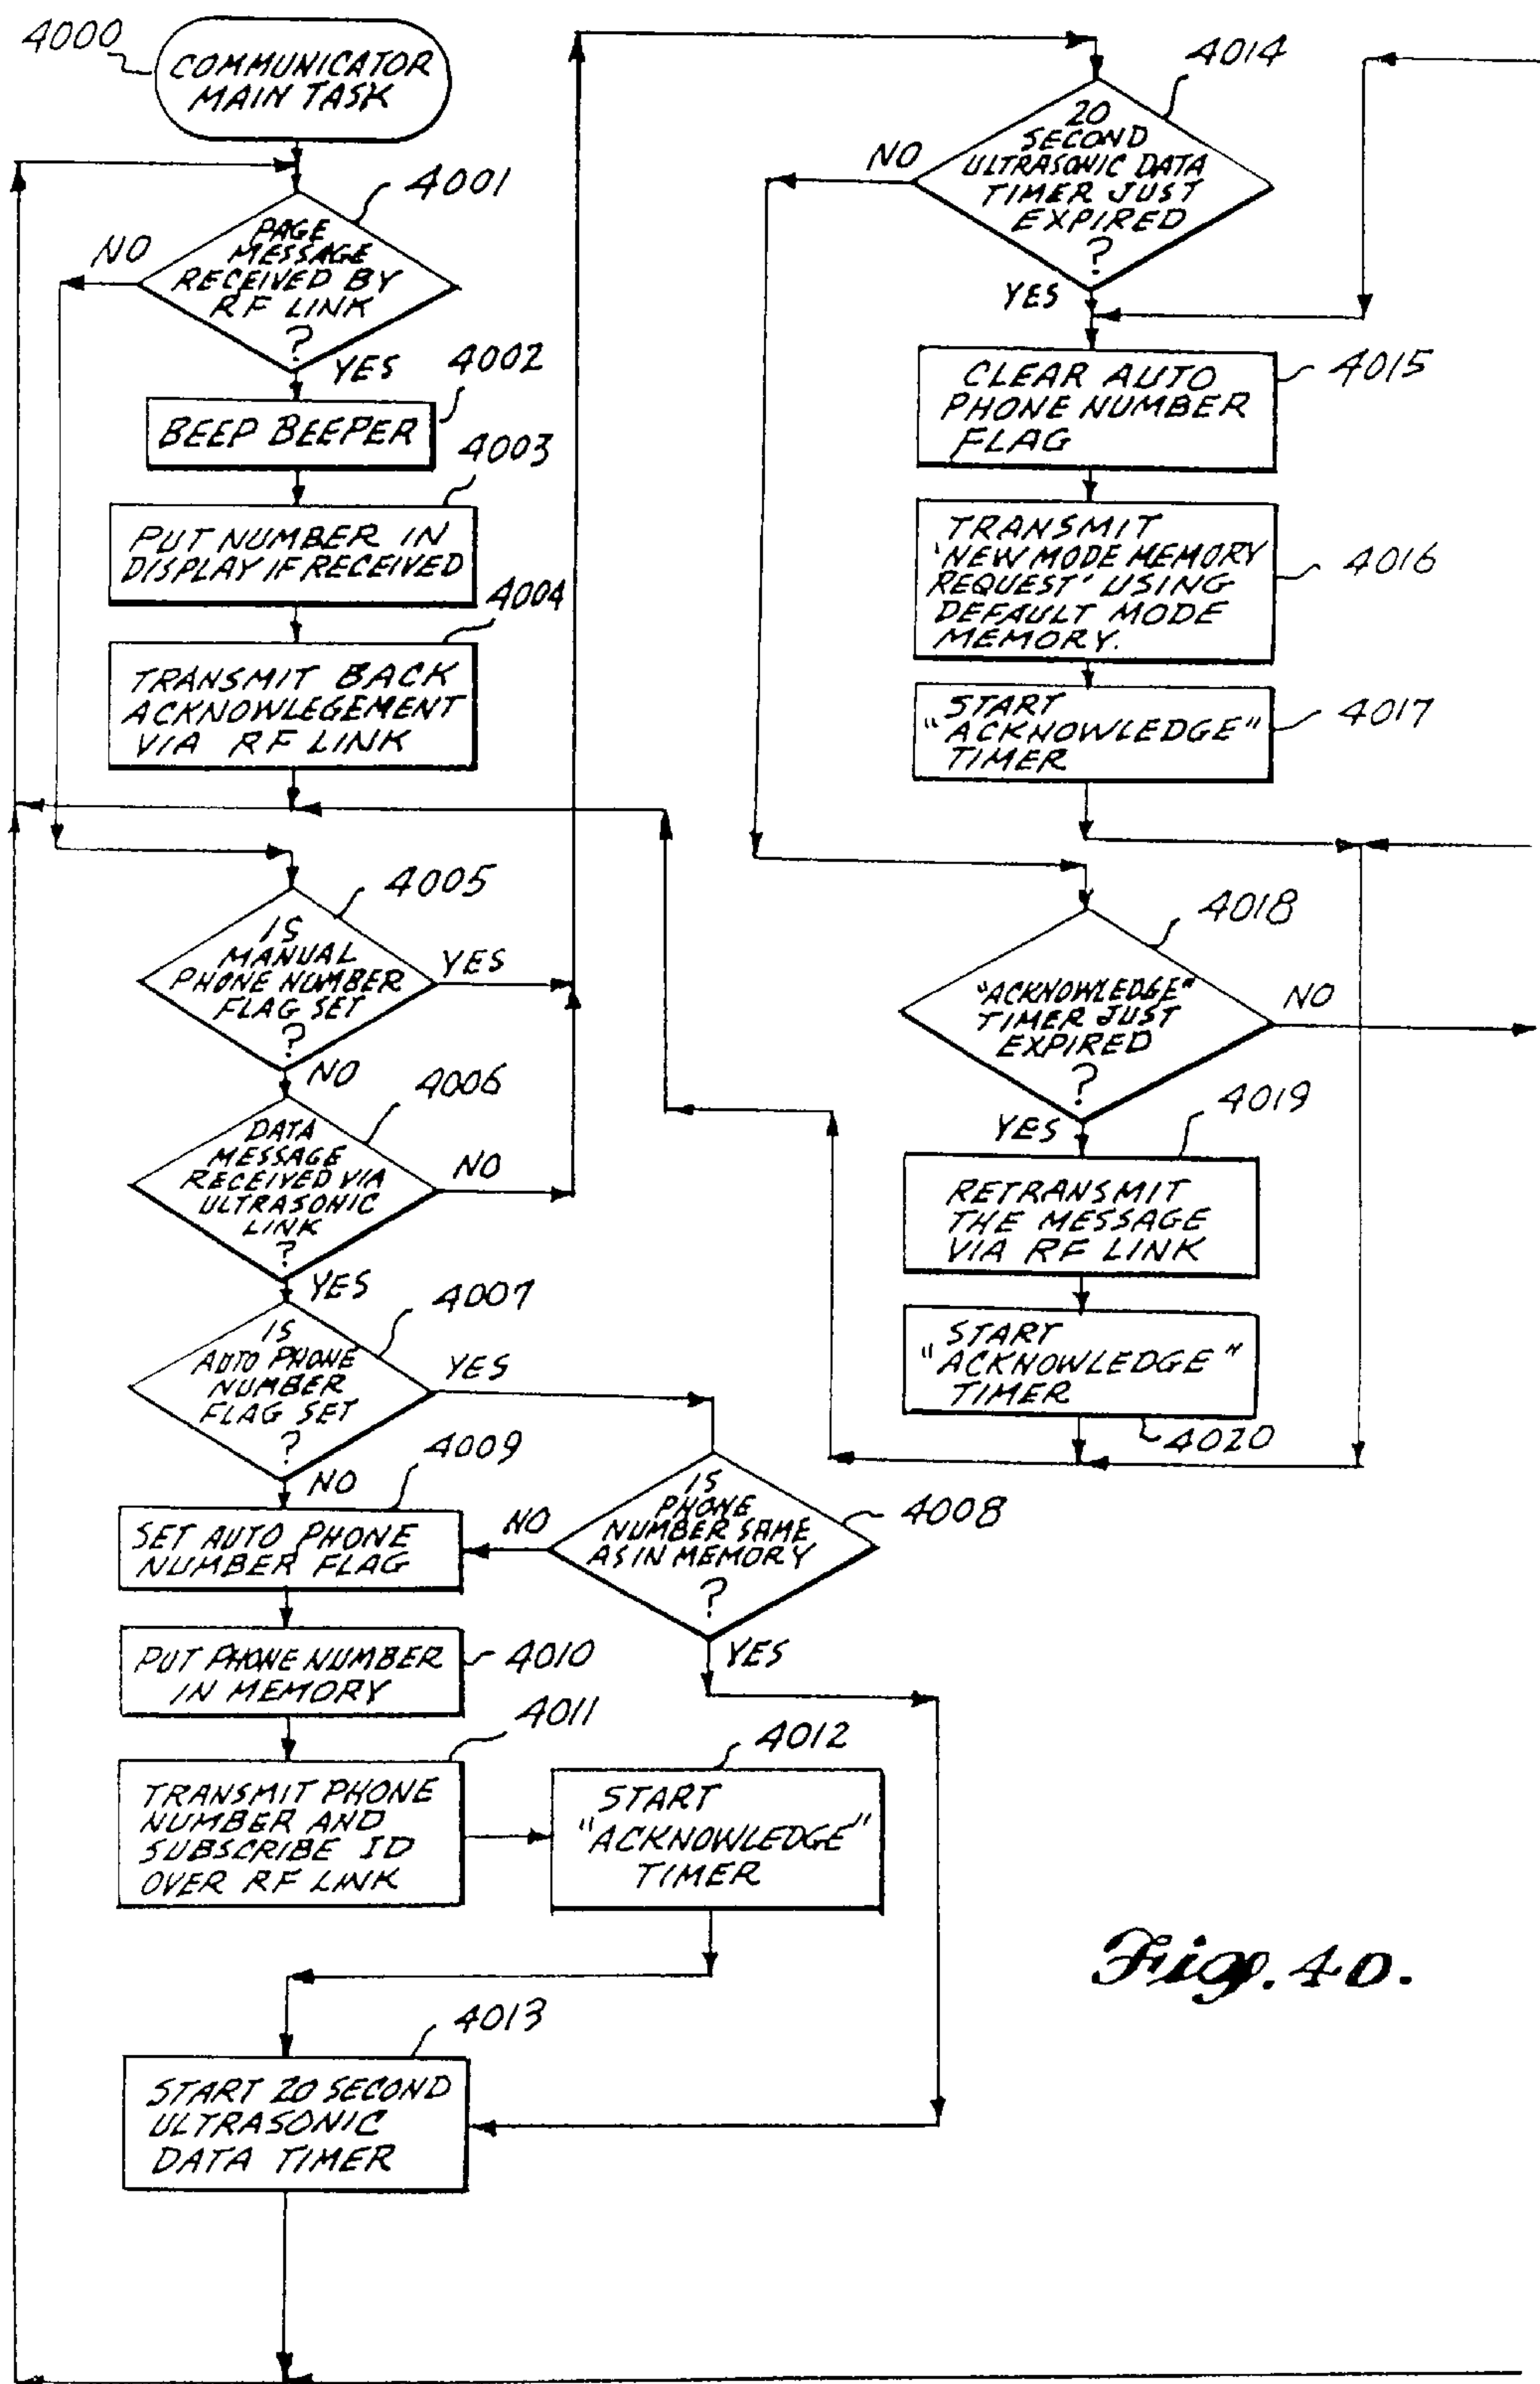 4000
COMMUNICATOR
MAIN TASK
4001
PAGE
MESSAGE
RECEIVED BY
RF LINK
?
NO
YES
4002
BEEP BEEPER
4003
PUT NUMBER IN
DISPLAY IF RECEIVED
4004
TRANSMIT BACK
ACKNOWLEGEMENT
VIA RF LINK
4005
IS
MANUAL
PHONE NUMBER
FLAG SET
?
YES
NO
4006
DATA
MESSAGE
RECEIVED VIA
ULTRASONIC
LINK
?
NO
YES
4007
IS
AUTO PHONE
NUMBER
FLAG SET
?
YES
NO
4008
IS
PHONE
NUMBER SAME
AS IN MEMORY
?
NO
YES
4009
SET AUTO PHONE
NUMBER FLAG
4010
PUT PHONE NUMBER
IN MEMORY
4011
TRANSMIT PHONE
NUMBER AND
SUBSCRIBE ID
OVER RF LINK
4012
START
"ACKNOWLEDGE"
TIMER
4013
START 20 SECOND
ULTRASONIC
DATA TIMER
4014
20
SECOND
ULTRASONIC DATA
TIMER JUST
EXPIRED
?
NO
YES
4015
CLEAR AUTO
PHONE NUMBER
FLAG
4016
TRANSMIT
'NEW MODE MEMORY
REQUEST' USING
DEFAULT MODE
MEMORY.
4017
START
"ACKNOWLEDGE"
TIMER
4018
"ACKNOWLEDGE"
TIMER JUST
EXPIRED
?
NO
YES
4019
RETRANSMIT
THE MESSAGE
VIA RF LINK
START
"ACKNOWLEDGE"
TIMER
4020
Fig. 40.